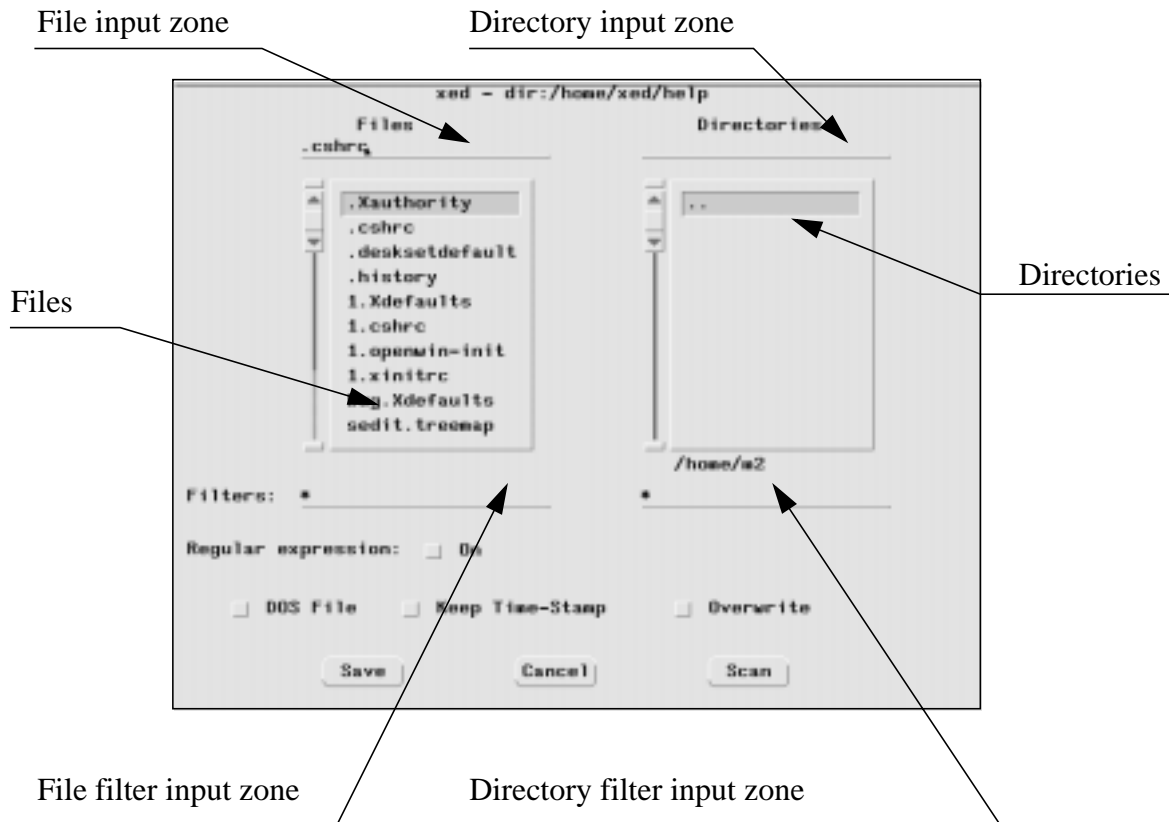 File input zone
Directory input zone
xed - dir:/home/xed/help
Files
Directories
.cshrc
.Xauthority
..
.cshrc
.desksetdefault
.history
Directories
Files
1.Xdefaults
1.cshrc
1.openwin-init
1.xinitrc
.Xdefaults
sedit.treemap
/home/m2
Filters: *
*
Regular expression: On
DOS File
Keep Time-Stamp
Overwrite
Save
Cancel
Scan
File filter input zone
Directory filter input zone